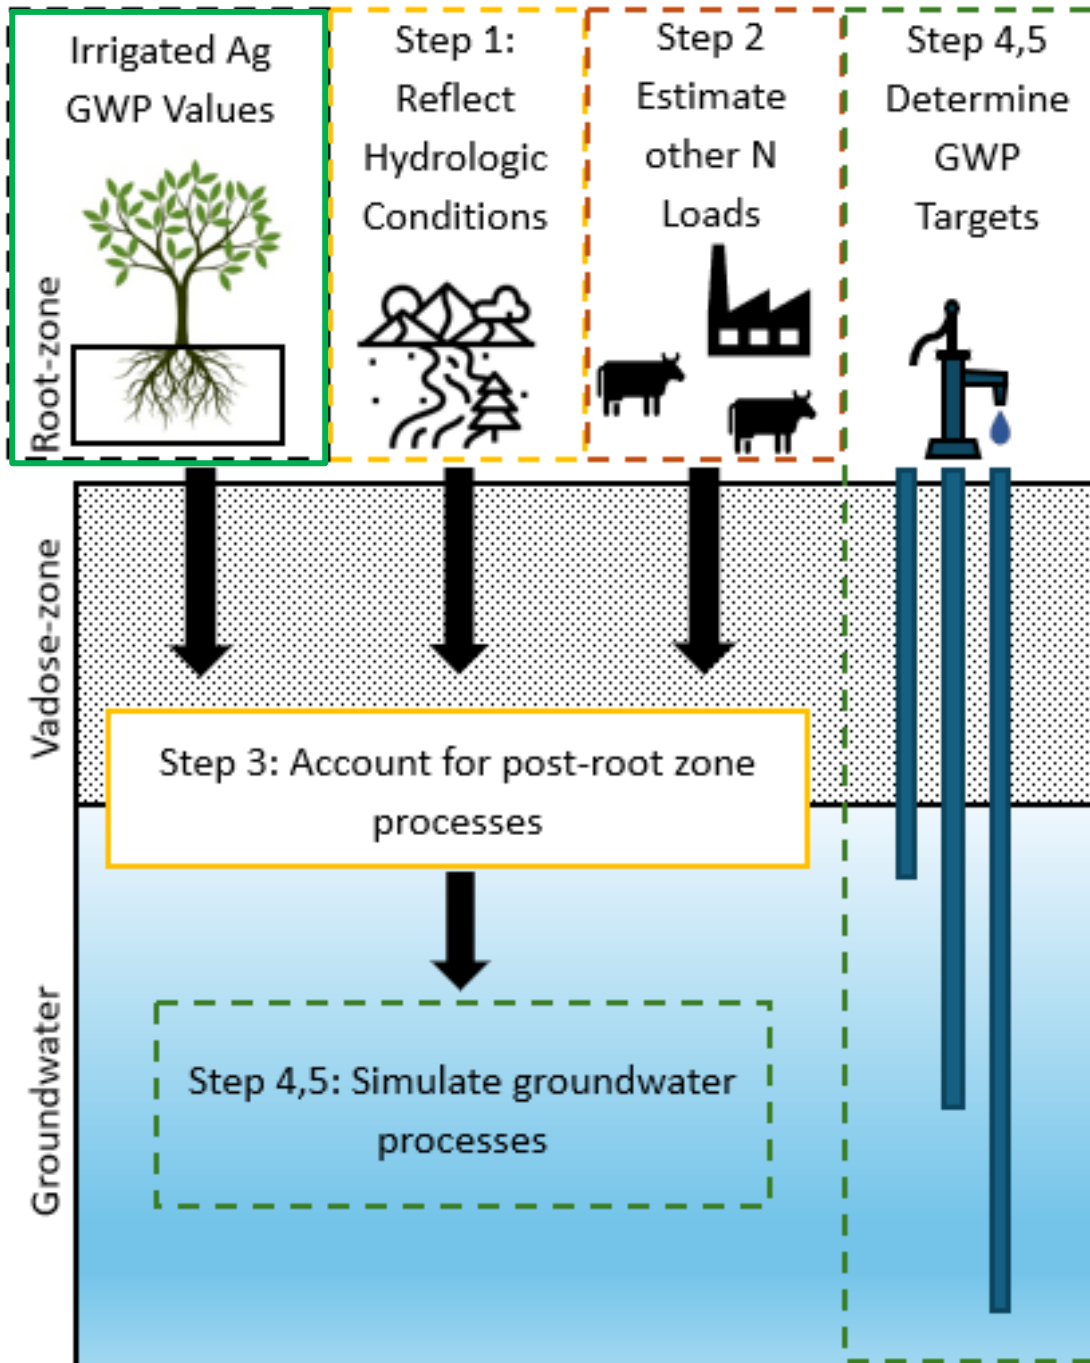 Irrigated Ag
GWP Values
Root-zone
Step 1:
Reflect
Hydrologic
Conditions
Step 2
Estimate
other N
Loads
Step 4,5
Determine
GWP
Targets
Vadose-zone
Step 3: Account for post-root zone
processes
Groundwater
Step 4,5: Simulate groundwater
processes